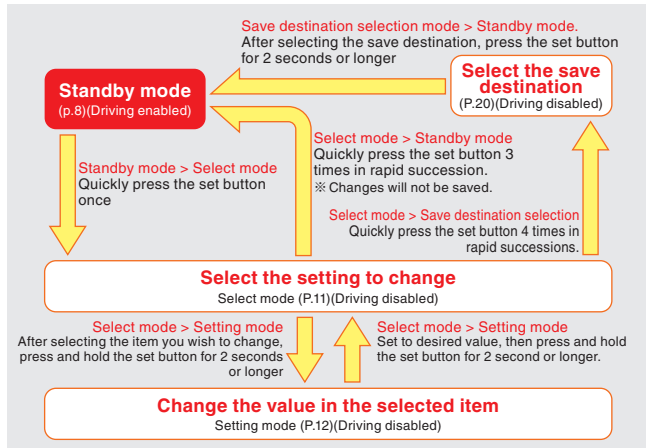 Save destination selection mode > Standby mode.
After selecting the save destination, press the set button
for 2 seconds or longer
Select the save
destination
(P.20)(Driving disabled)
Standby mode
(p.8)(Driving enabled)
Select mode > Standby mode
Quickly press the set button 3
times in rapid succession.
※ Changes will not be saved.
Standby mode > Select mode
Quickly press the set button
once
Select mode > Save destination selection
Quickly press the set button 4 times in
rapid successions.
Select the setting to change
Select mode (P.11)(Driving disabled)
Select mode > Setting mode
After selecting the item you wish to change,
press and hold the set button for 2 seconds
or longer
Select mode > Setting mode
Set to desired value, then press and hold
the set button for 2 second or longer.
Change the value in the selected item
Setting mode (P.12)(Driving disabled)